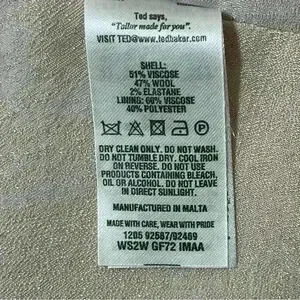 Ted says,
"Tailor made for you".
VISIT TED@www.tedbaker.com
SHELL:
51% VISCOSE
47% WOOL
2% ELASTANE
LINING: 60% VISCOSE
40% POLYESTER
DRY CLEAN ONLY. DO NOT WASH.
DO NOT TUMBLE DRY. COOL IRON
ON REVERSE. DO NOT USE
PRODUCTS CONTAINING BLEACH,
OIL OR ALCOHOL. DO NOT LEAVE
IN DIRECT SUNLIGHT.
MANUFACTURED IN MALTA
MADE WITH CARE, WEAR WITH PRIDE
1205 92587/92489
WS2W GF72 IMAA